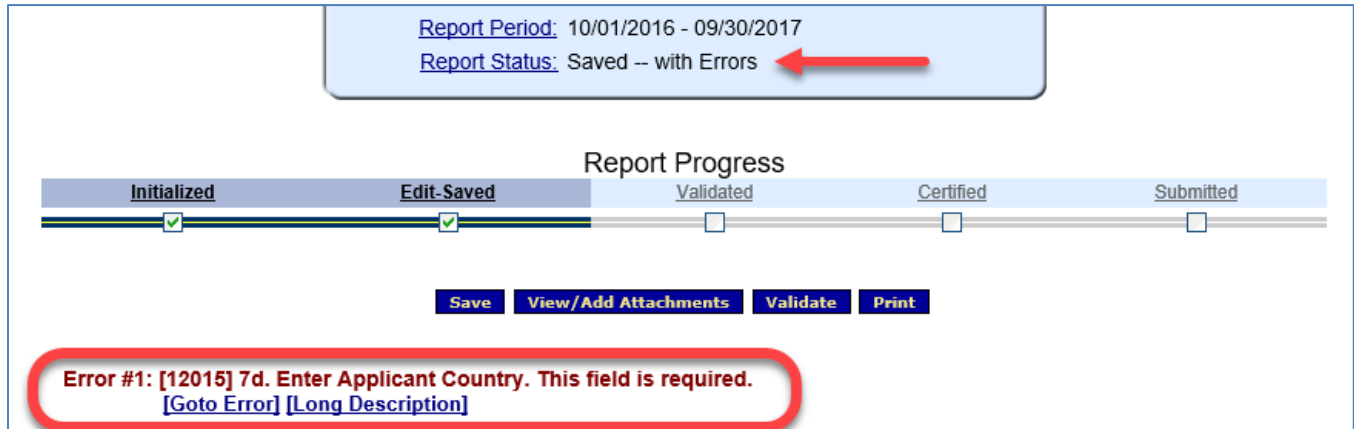 Report Period: 10/01/2016 - 09/30/2017
Report Status: Saved -- with Errors
Report Progress
Initialized Edit-Saved Validated Certified Submitted
Save View/Add Attachments Validate Print
Error #1: [12015] 7d. Enter Applicant Country. This field is required.
[Goto Error] [Long Description]